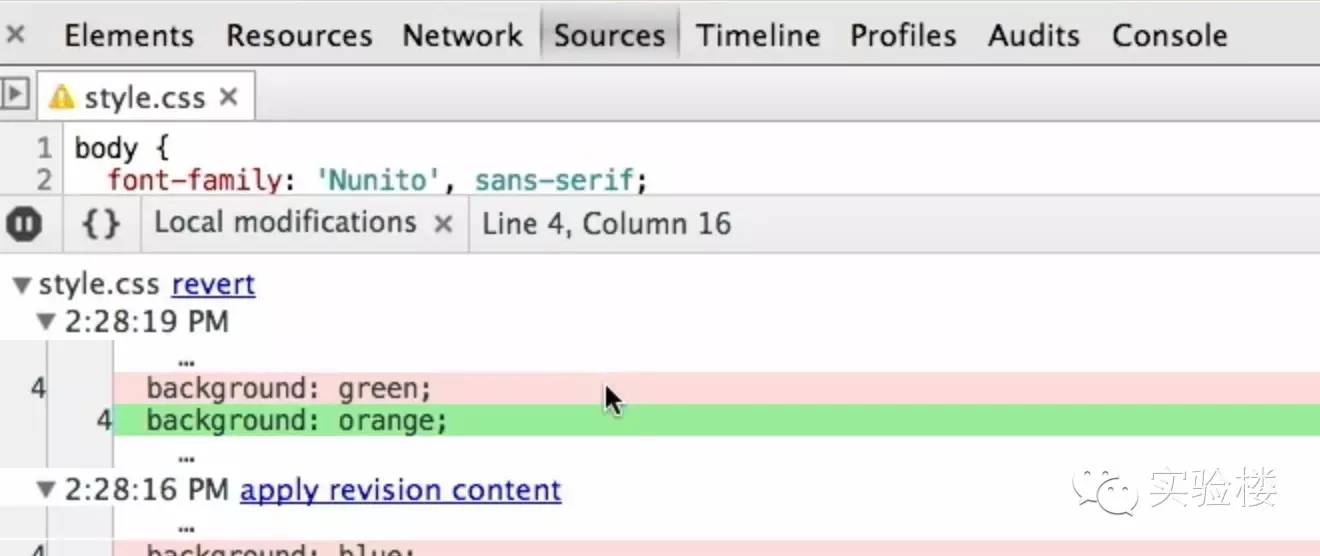 × Elements Resources Network Sources Timeline Profiles Audits Console
style.css ×
1 body {
2 font-family: 'Nunito', sans-serif;
{} Local modifications × Line 4, Column 16
▼ style.css revert
▼ 2:28:19 PM
…
4 background: green;
4 background: orange;
…
▼ 2:28:16 PM apply revision content
实验楼
…
4 background: blue;